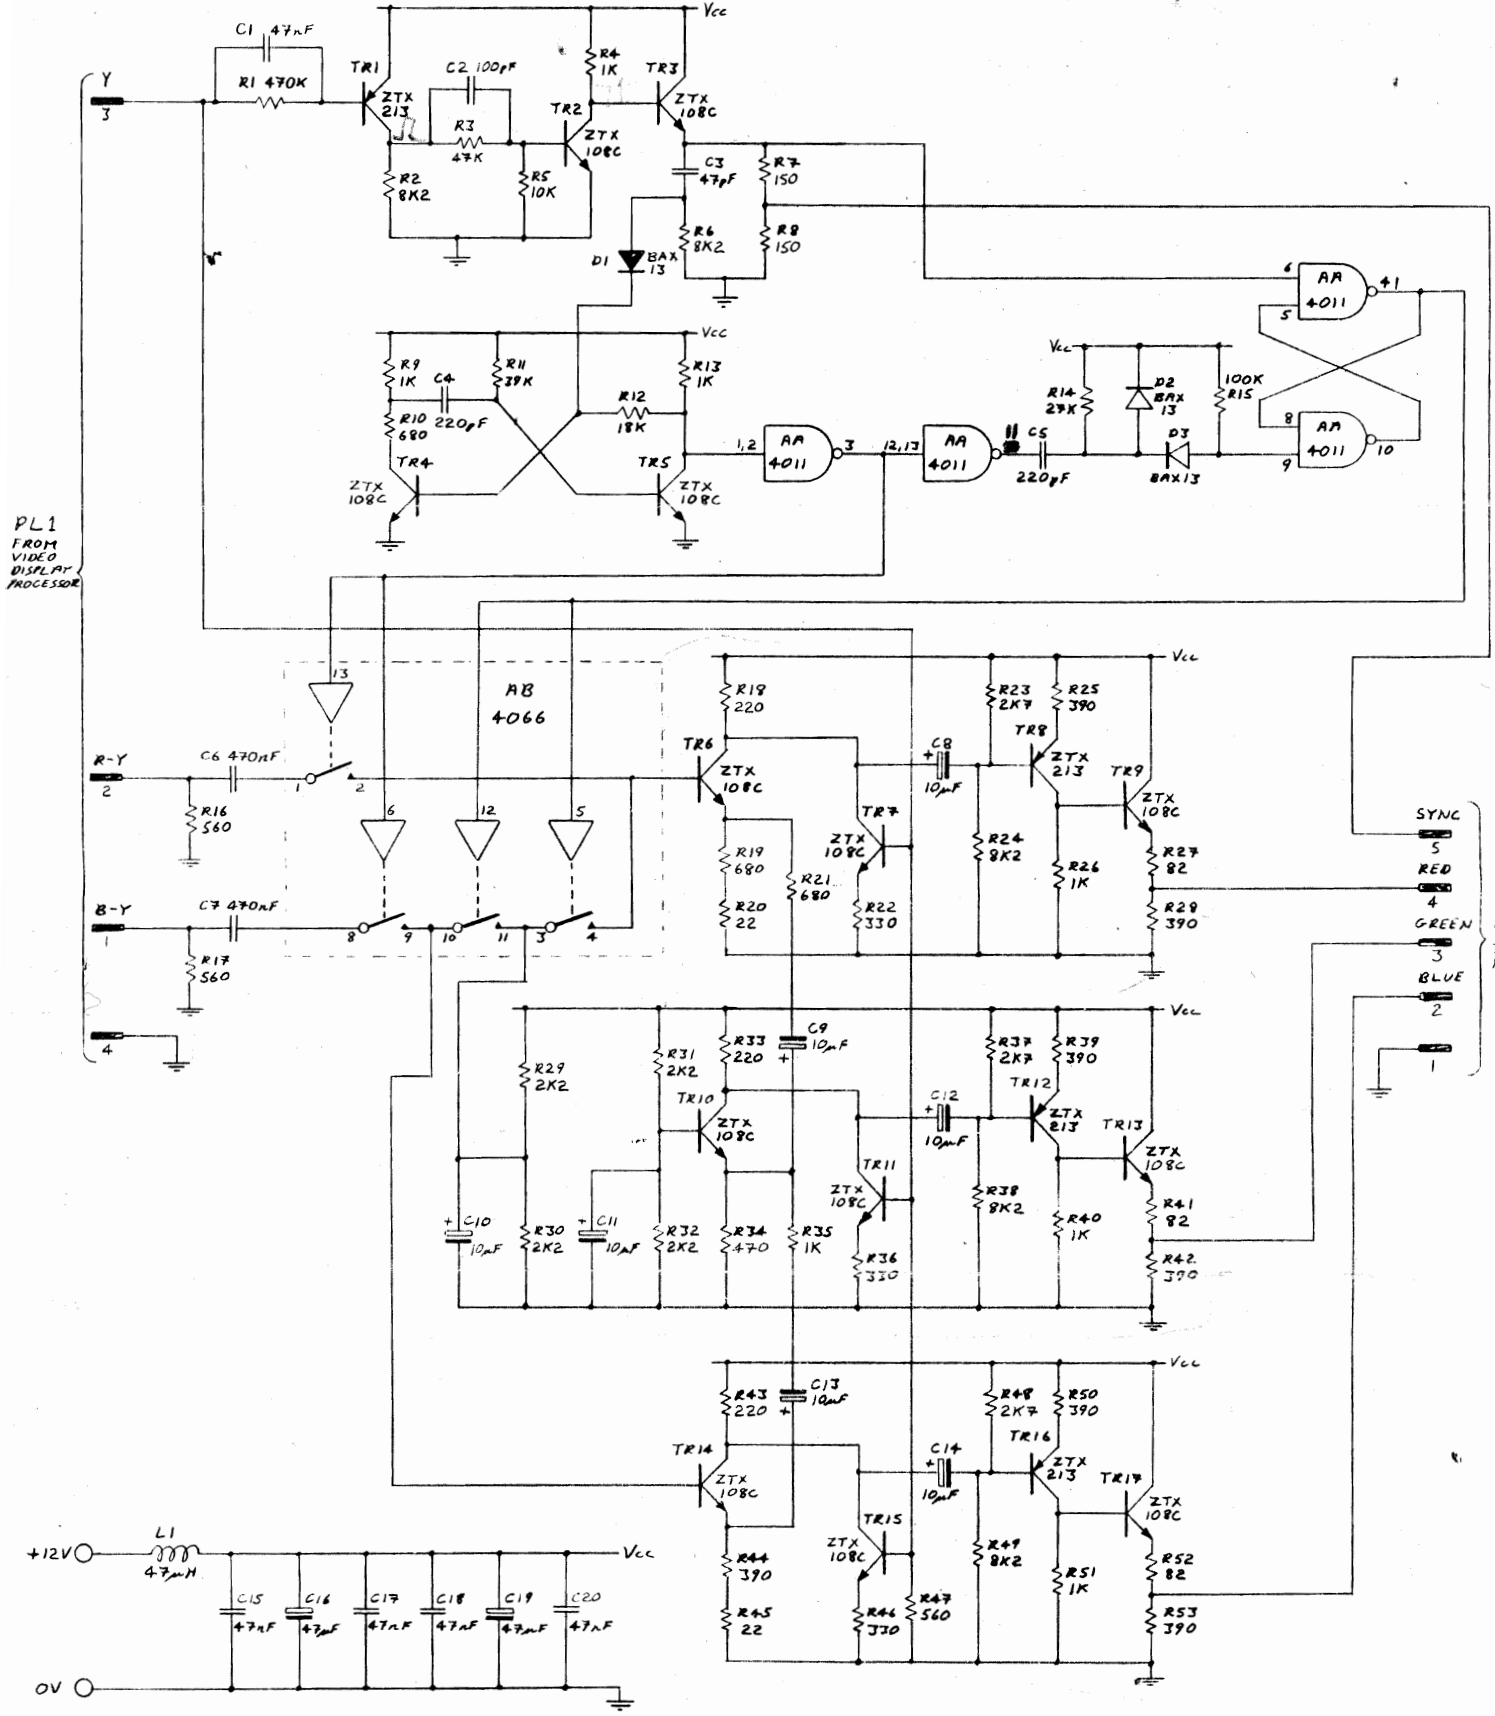 Vcc
C1 47nF
R1 470K
TR1
ZTX
213
C2 100pF
R3
47K
R4
1K
TR2
ZTX
108C
TR3
ZTX
108C
Y
3
R2
8K2
R5
10K
C3
47pF
R7
150
R6
8K2
R8
150
D1
BAX
13
6
AA
4011
5
41
Vcc
R9
1K
C4
220pF
R11
39K
R10
680
R12
18K
R13
1K
TR4
ZTX
108C
TR5
ZTX
108C
1,2
AA
4011
3
12,13
AA
4011
11
C5
220pF
Vcc
R14
27K
D2
BAX
13
100K
R15
D3
BAX13
8
9
AA
4011
10
PL1
FROM
VIDEO
DISPLAY
PROCESSOR
13
AB
4066
R-Y
2
C6 470nF
1
2
R16
560
6
12
5
B-Y
1
C7 470nF
8
9
10
11
3
4
R17
560
4
Vcc
R18
220
TR6
ZTX
108C
R19
680
R20
22
R21
680
TR7
ZTX
108C
R22
330
C8
+
10µF
R23
2K7
R25
390
TR8
ZTX
213
TR9
ZTX
108C
R24
8K2
R26
1K
R27
82
R28
390
SYNC
5
RED
4
GREEN
3
BLUE
2
1
Vcc
R29
2K2
R31
2K2
R33
220
C9
10µF
+
TR10
ZTX
108C
C10
+
10µF
R30
2K2
C11
+
10µF
R32
2K2
R34
470
R35
1K
TR11
ZTX
108C
R36
330
C12
+
10µF
R37
2K7
R39
390
TR12
ZTX
213
TR13
ZTX
108C
R38
8K2
R40
1K
R41
82
R42
390
Vcc
R43
220
C13
10µF
+
TR14
ZTX
108C
R44
390
R45
22
TR15
ZTX
108C
R46
330
R47
560
C14
+
10µF
R48
2K7
R50
390
TR16
ZTX
213
TR17
ZTX
108C
R49
8K2
R51
1K
R52
82
R53
390
+12V
L1
47µH
Vcc
C15
47nF
C16
47µF
C17
47nF
C18
47nF
C19
47µF
C20
47nF
0V